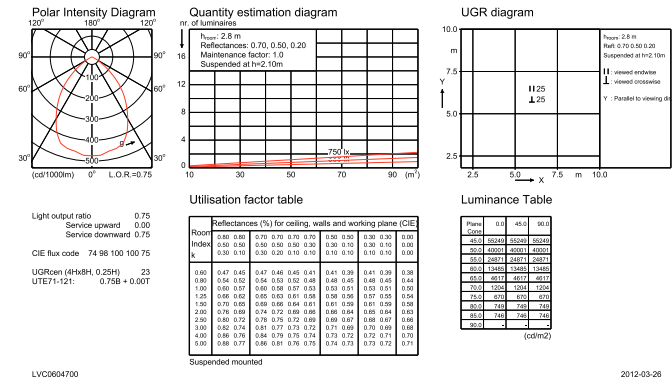 Polar Intensity Diagram
Quantity estimation diagram
UGR diagram
120° 180° 120°
90° 90°
60° 60°
30° 0° 30°
100
200
300
400
500
(cd/1000lm) 0° L.O.R.=0.75
nr. of luminaires
16
12
8
4
0
hroom: 2.8 m
Reflectances: 0.70, 0.50, 0.20
Maintenance factor: 1.0
Suspended at h=2.10m
750 lx
10 30 50 70 90 (m²)
10.0
m
7.5
Y
5.0
2.5
25
25
2.5 5.0 7.5 m 10.0
X
hroom: 2.8 m
Refl: 0.70 0.50 0.20
Suspended at h=2.10m
: viewed endwise
: viewed crosswise
Y : Parallel to viewing dir
Light output ratio 0.75
Service upward 0.00
Service downward 0.75
CIE flux code 74 98 100 100 75
UGRcen (4Hx8H, 0.25H) 23
UTE71-121: 0.75B + 0.00T
Utilisation factor table
Room Index k
Reflectances (%) for ceiling, walls and working plane (CIE)
0.80 0.80 0.70 0.70 0.70 0.70 0.50 0.50 0.30 0.30 0.00
0.50 0.50 0.50 0.50 0.50 0.30 0.30 0.10 0.30 0.10 0.00
0.30 0.10 0.30 0.20 0.10 0.10 0.10 0.10 0.10 0.10 0.00
0.60 0.47 0.45 0.47 0.46 0.45 0.41 0.41 0.39 0.41 0.39 0.38
0.80 0.54 0.52 0.54 0.53 0.52 0.48 0.48 0.45 0.48 0.45 0.44
1.00 0.60 0.57 0.60 0.58 0.57 0.53 0.53 0.51 0.53 0.51 0.50
1.25 0.66 0.62 0.65 0.63 0.61 0.58 0.58 0.56 0.57 0.55 0.54
1.50 0.70 0.65 0.69 0.66 0.64 0.61 0.61 0.59 0.61 0.59 0.58
2.00 0.76 0.69 0.74 0.72 0.69 0.66 0.66 0.64 0.65 0.64 0.63
2.50 0.80 0.72 0.78 0.75 0.72 0.69 0.69 0.67 0.68 0.67 0.66
3.00 0.82 0.74 0.81 0.77 0.73 0.72 0.71 0.69 0.70 0.69 0.68
4.00 0.86 0.76 0.84 0.79 0.75 0.74 0.73 0.71 0.72 0.71 0.70
5.00 0.88 0.77 0.86 0.81 0.76 0.75 0.74 0.73 0.73 0.72 0.71
Suspended mounted
Luminance Table
Plane 0.0 45.0 90.0
Cone
45.0 55249 55249 55249
50.0 40001 40001 40001
55.0 24871 24871 24871
60.0 13485 13485 13485
65.0 4617 4617 4617
70.0 1204 1204 1204
75.0 670 670 670
80.0 749 749 749
85.0 746 746 746
90.0 - - -
(cd/m2)
LVC0604700
2012-03-26